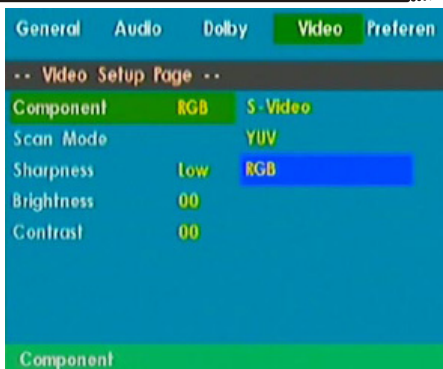 General Audio Dolby Video Preferen
-- Video Setup Page --
Component RGB S-Video
Scan Mode YUV
Sharpness Low RGB
Brightness 00
Contrast 00
Component